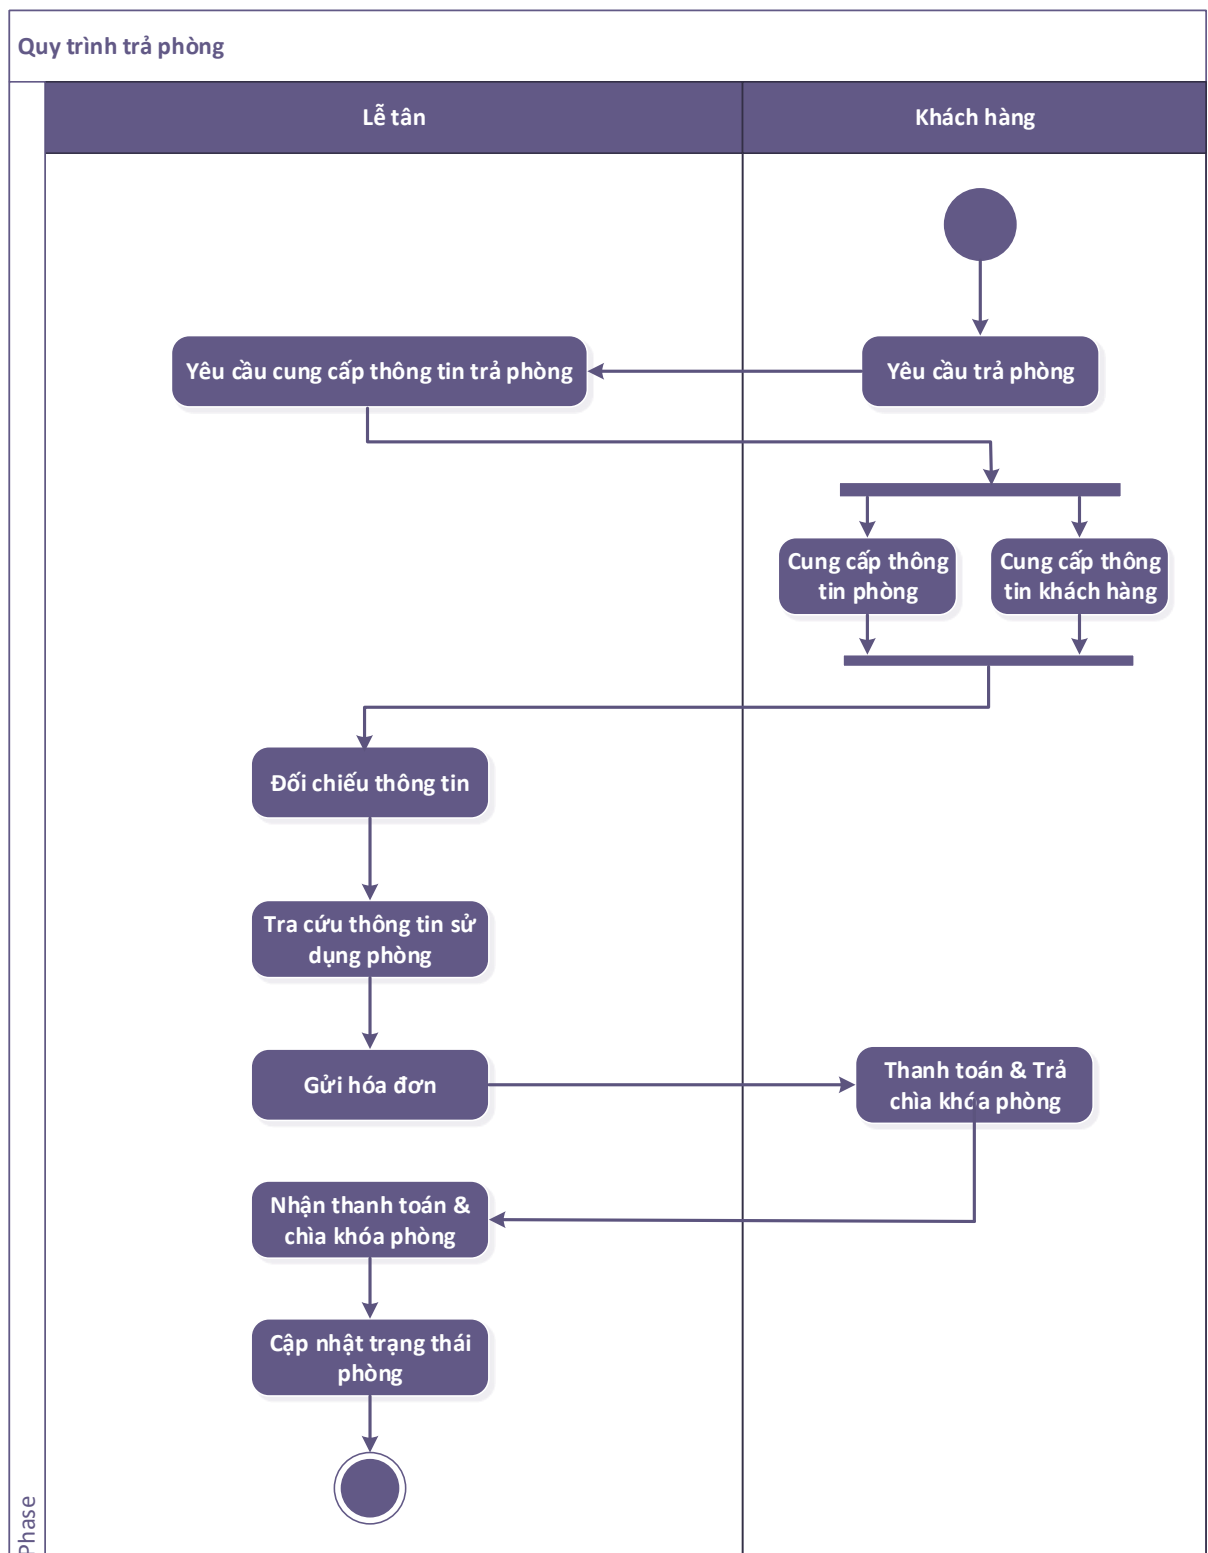 Quy trình trả phòng
Lễ tân
Khách hàng
Yêu cầu cung cấp thông tin trả phòng
Yêu cầu trả phòng
Cung cấp thông
tin phòng
Cung cấp thông
tin khách hàng
Đối chiếu thông tin
Tra cứu thông tin sử
dụng phòng
Gửi hóa đơn
Thanh toán & Trả
chìa khóa phòng
Nhận thanh toán &
chìa khóa phòng
Cập nhật trạng thái
phòng
Phase